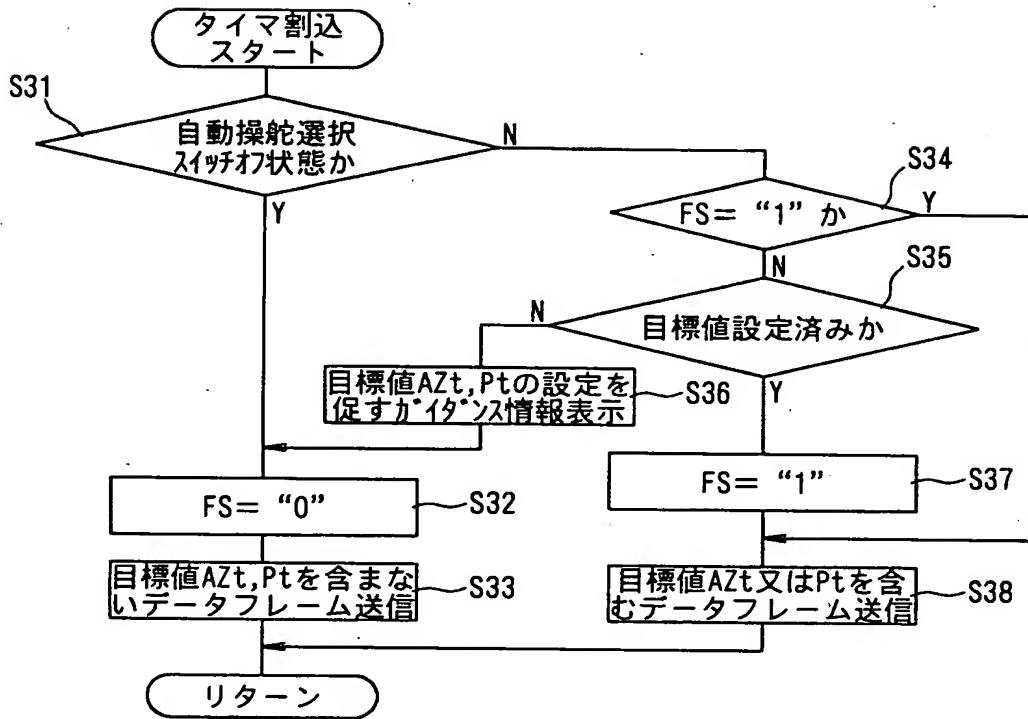 タイマ割込
スタート
S31
自動操舵選択
スイッチオフ状態か
N
Y
S34
FS= “1” か
Y
N
S35
目標値設定済みか
N
Y
目標値AZt,Ptの設定を
促すガイダンス情報表示
S36
FS= “0”
S32
FS= “1”
S37
目標値AZt,Ptを含まな
いデータフレーム送信
S33
目標値AZt又はPtを含
むデータフレーム送信
S38
リターン